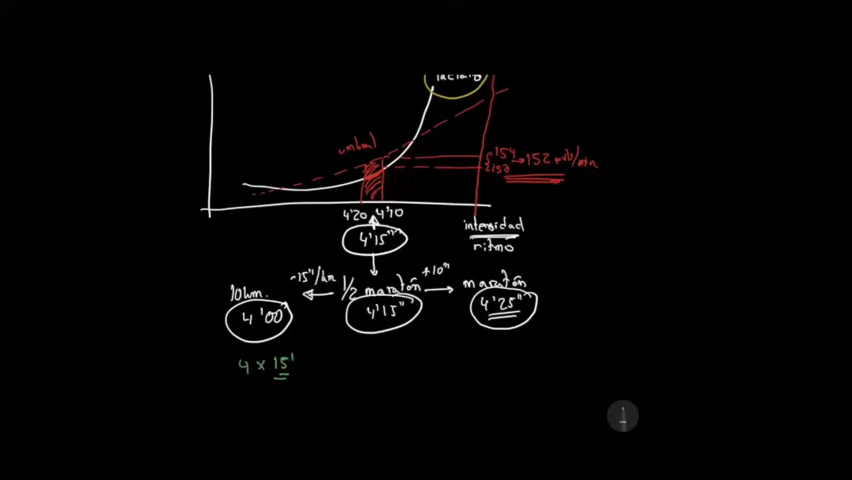 lactato
umbral
154 → 152 mlb/min.
150
4'20 4'10
4'15"
intensidad
ritmo
-15"/km 1/2 maratón +10" maratón
10km.
4'00" 4'15" 4'25"
4 x 15'